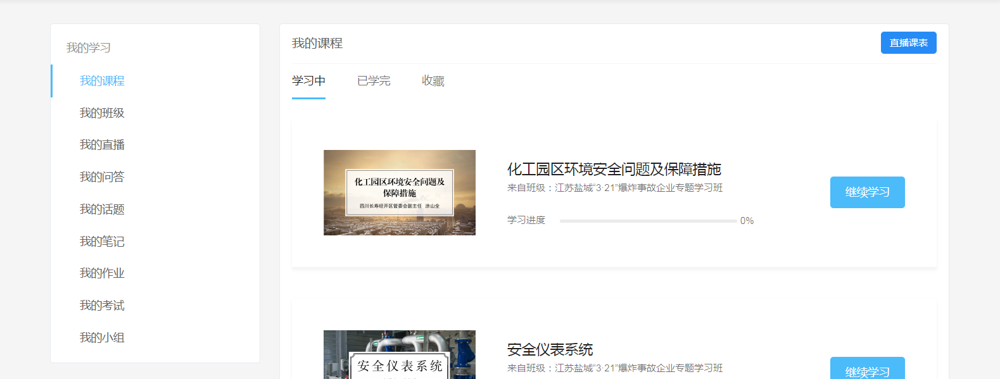 我的学习
我的课程
我的班级
我的直播
我的问答
我的话题
我的笔记
我的作业
我的考试
我的小组
我的课程
直播课表
学习中
已学完
收藏
化工园区环境安全问题及
保障措施
四川长寿经开区管委会副主任 涂山全
化工园区环境安全问题及保障措施
来自班级：江苏盐城“3·21”爆炸事故企业专题学习班
学习进度 0%
继续学习
安全仪表系统
安全仪表系统
来自班级：江苏盐城“3·21”爆炸事故企业专题学习班
继续学习